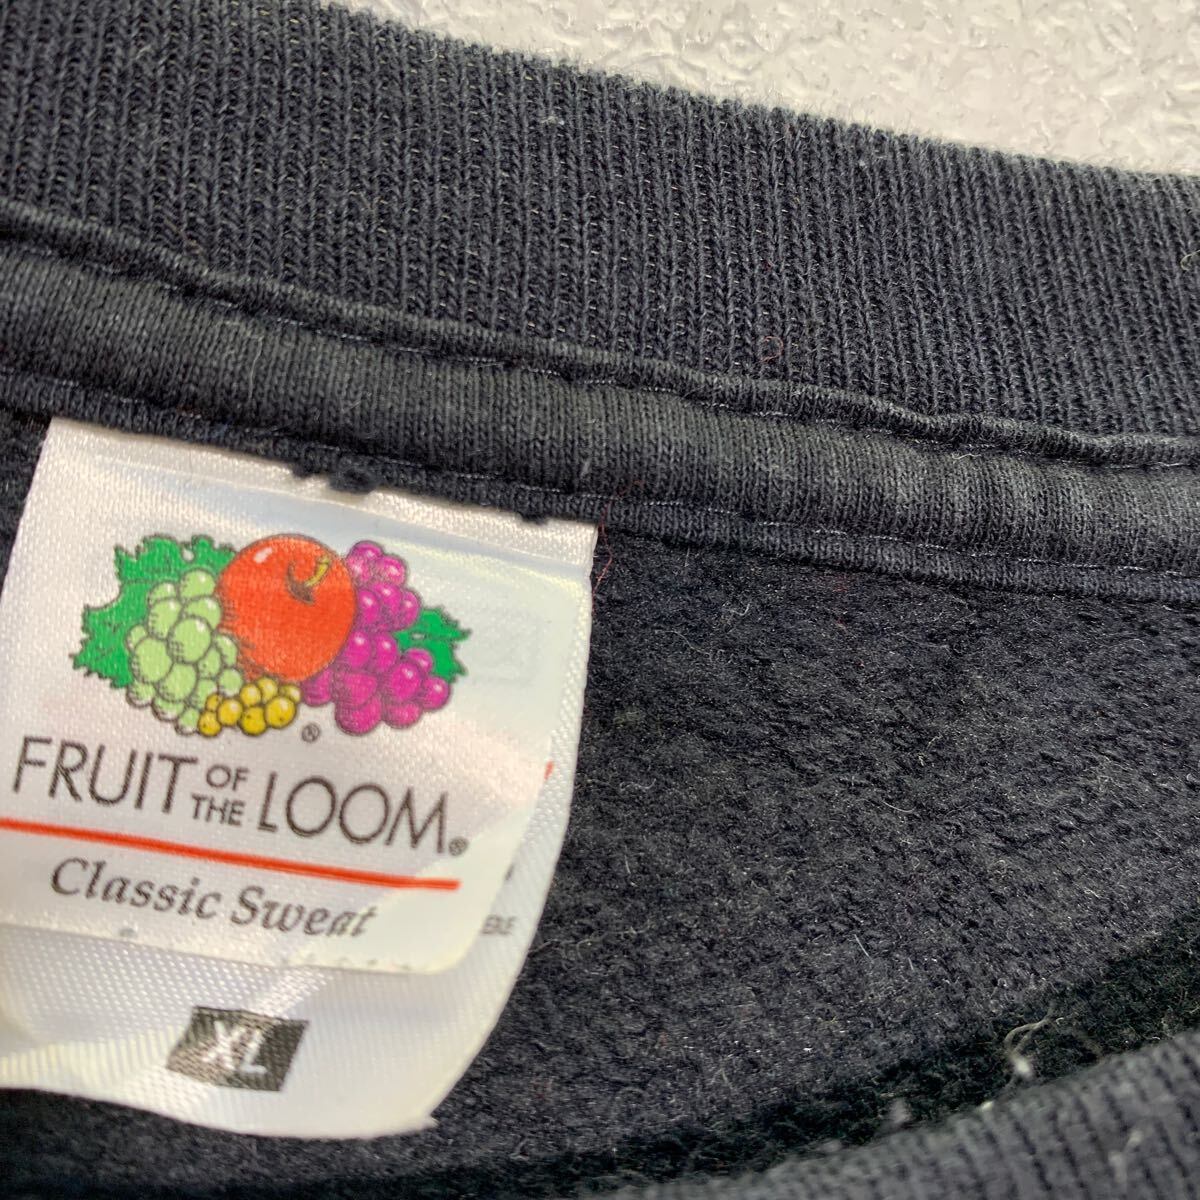 ®
FRUIT OF THE LOOM®
Classic Sweat
XL